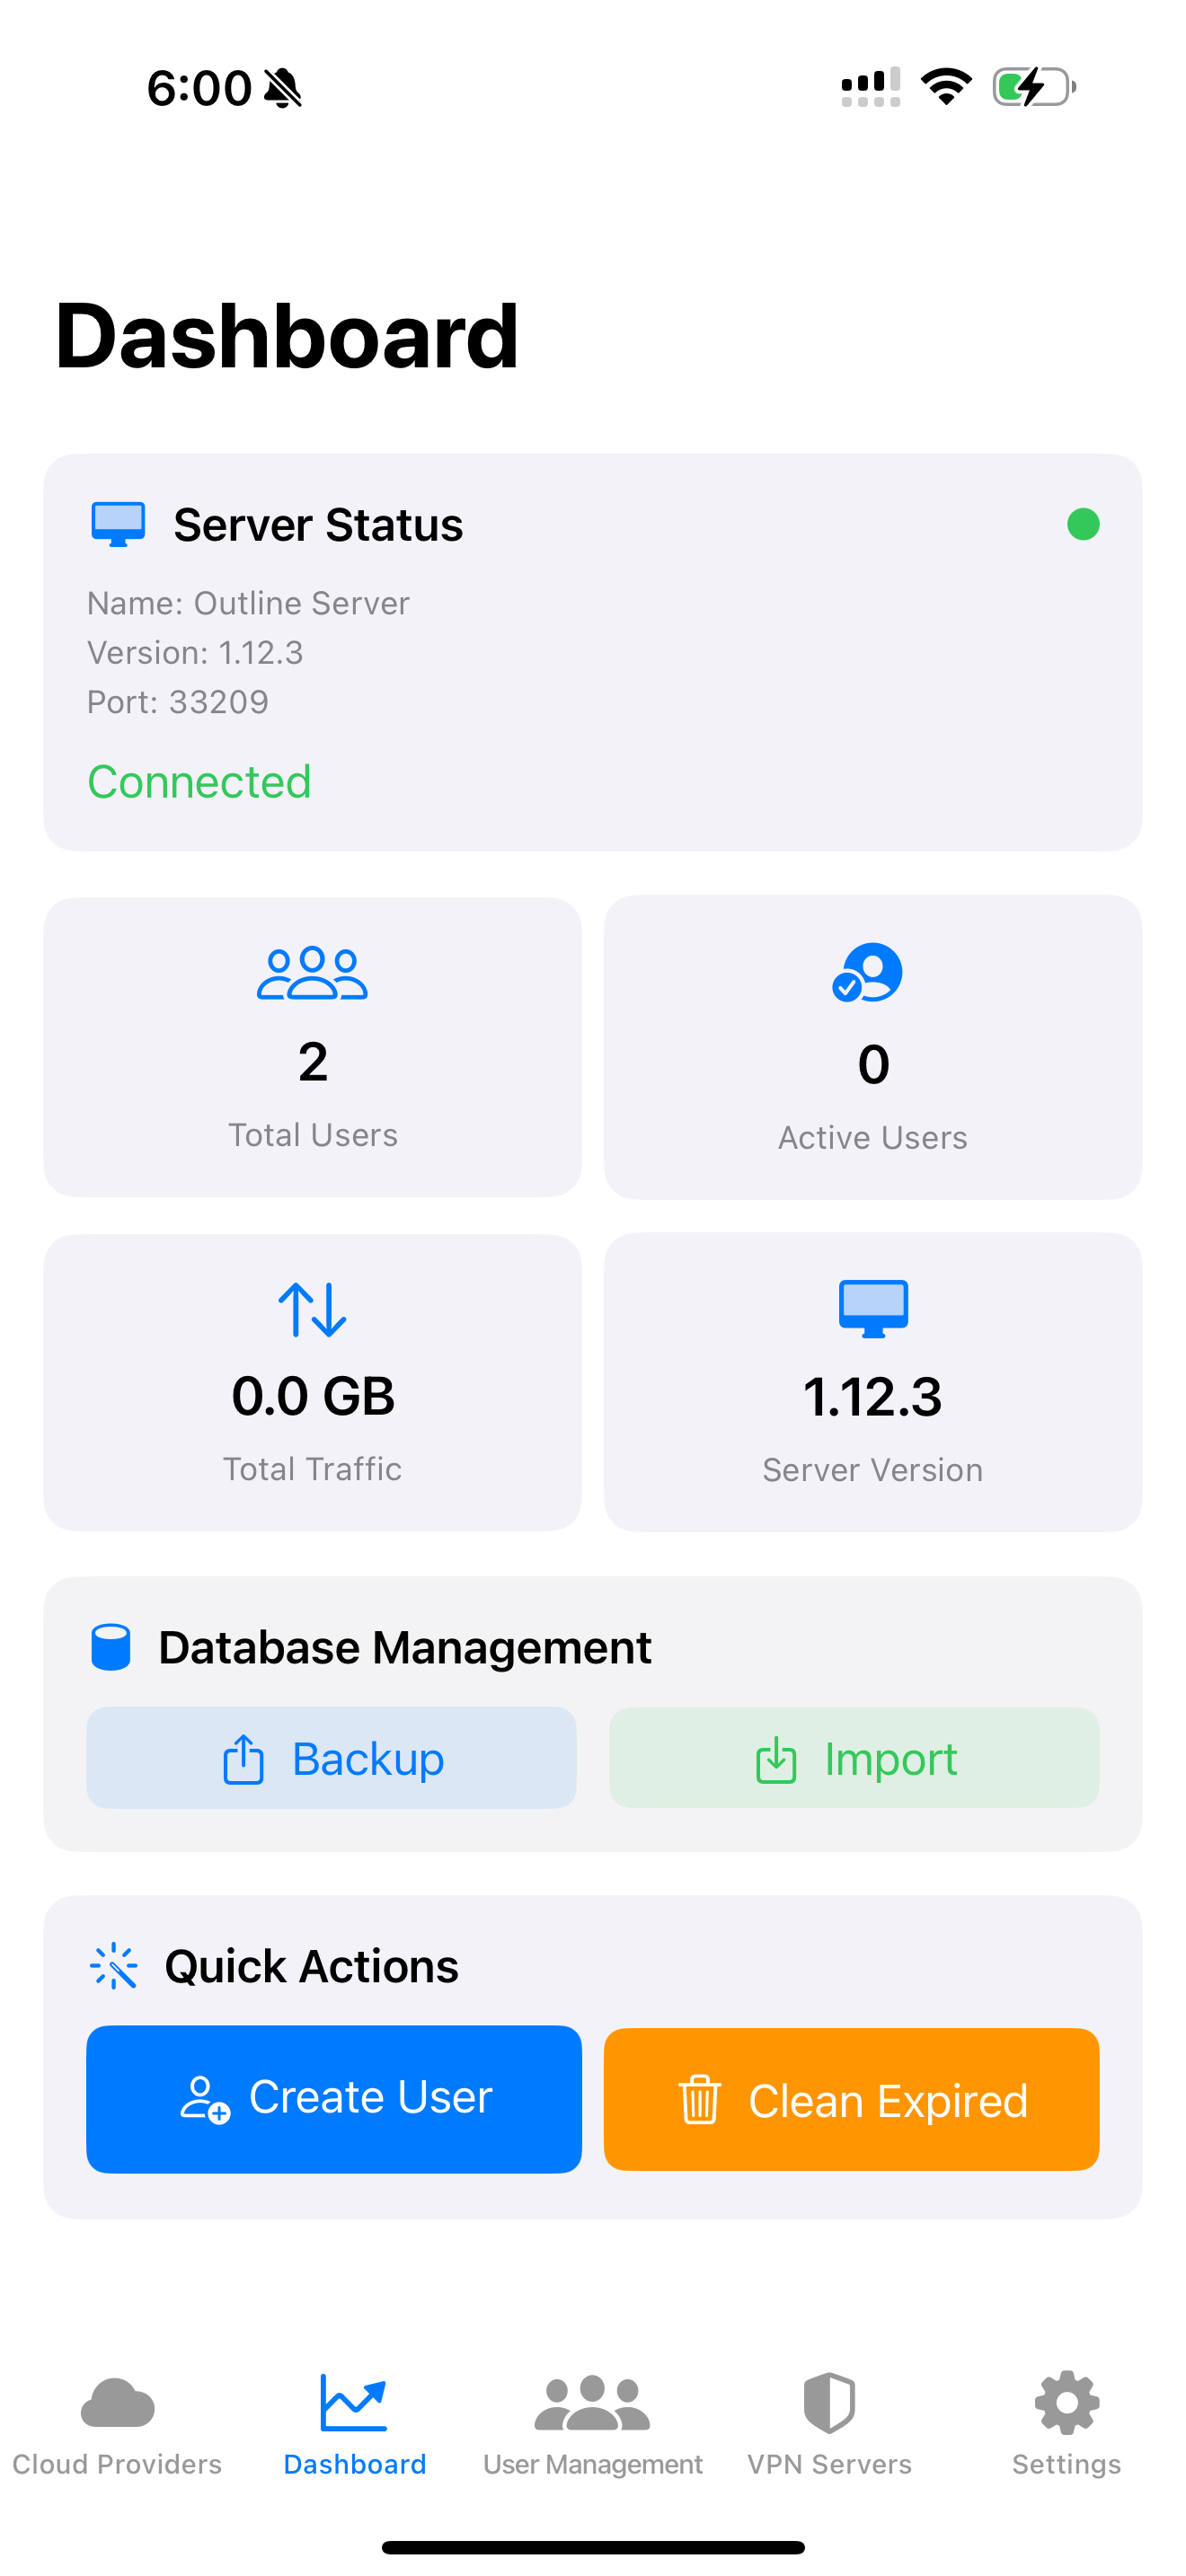 6:00
Dashboard
Server Status
Name: Outline Server
Version: 1.12.3
Port: 33209
Connected
2
Total Users
0
Active Users
0.0 GB
Total Traffic
1.12.3
Server Version
Database Management
Backup
Import
Quick Actions
Create User
Clean Expired
Cloud Providers
Dashboard
User Management
VPN Servers
Settings